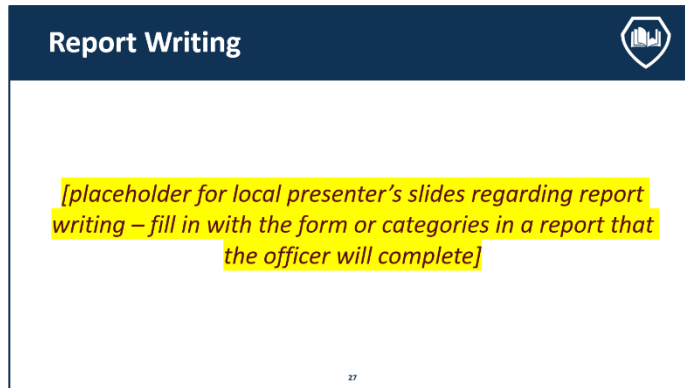 Report Writing
[placeholder for local presenter’s slides regarding report
writing – fill in with the form or categories in a report that
the officer will complete]
27